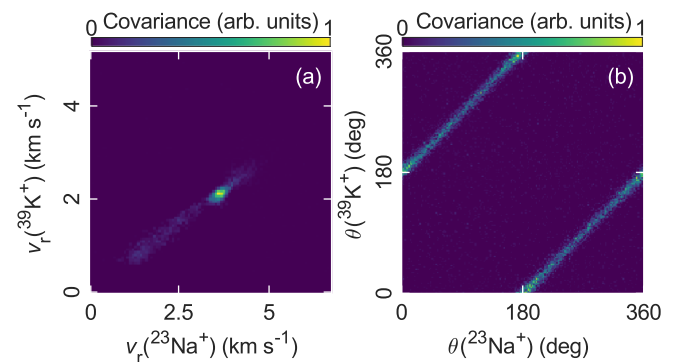 Covariance (arb. units)
0 1
(a)
4
2
0
0 2.5 5
v_r(³⁹K⁺) (km s⁻¹)
v_r(²³Na⁺) (km s⁻¹)
Covariance (arb. units)
0 1
(b)
360
180
0
0 180 360
θ(³⁹K⁺) (deg)
θ(²³Na⁺) (deg)